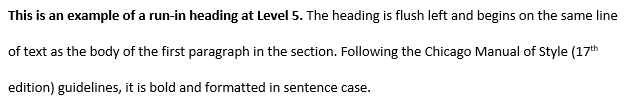 This is an example of a run-in heading at Level 5. The heading is flush left and begins on the same line
of text as the body of the first paragraph in the section. Following the Chicago Manual of Style (17th
edition) guidelines, it is bold and formatted in sentence case.